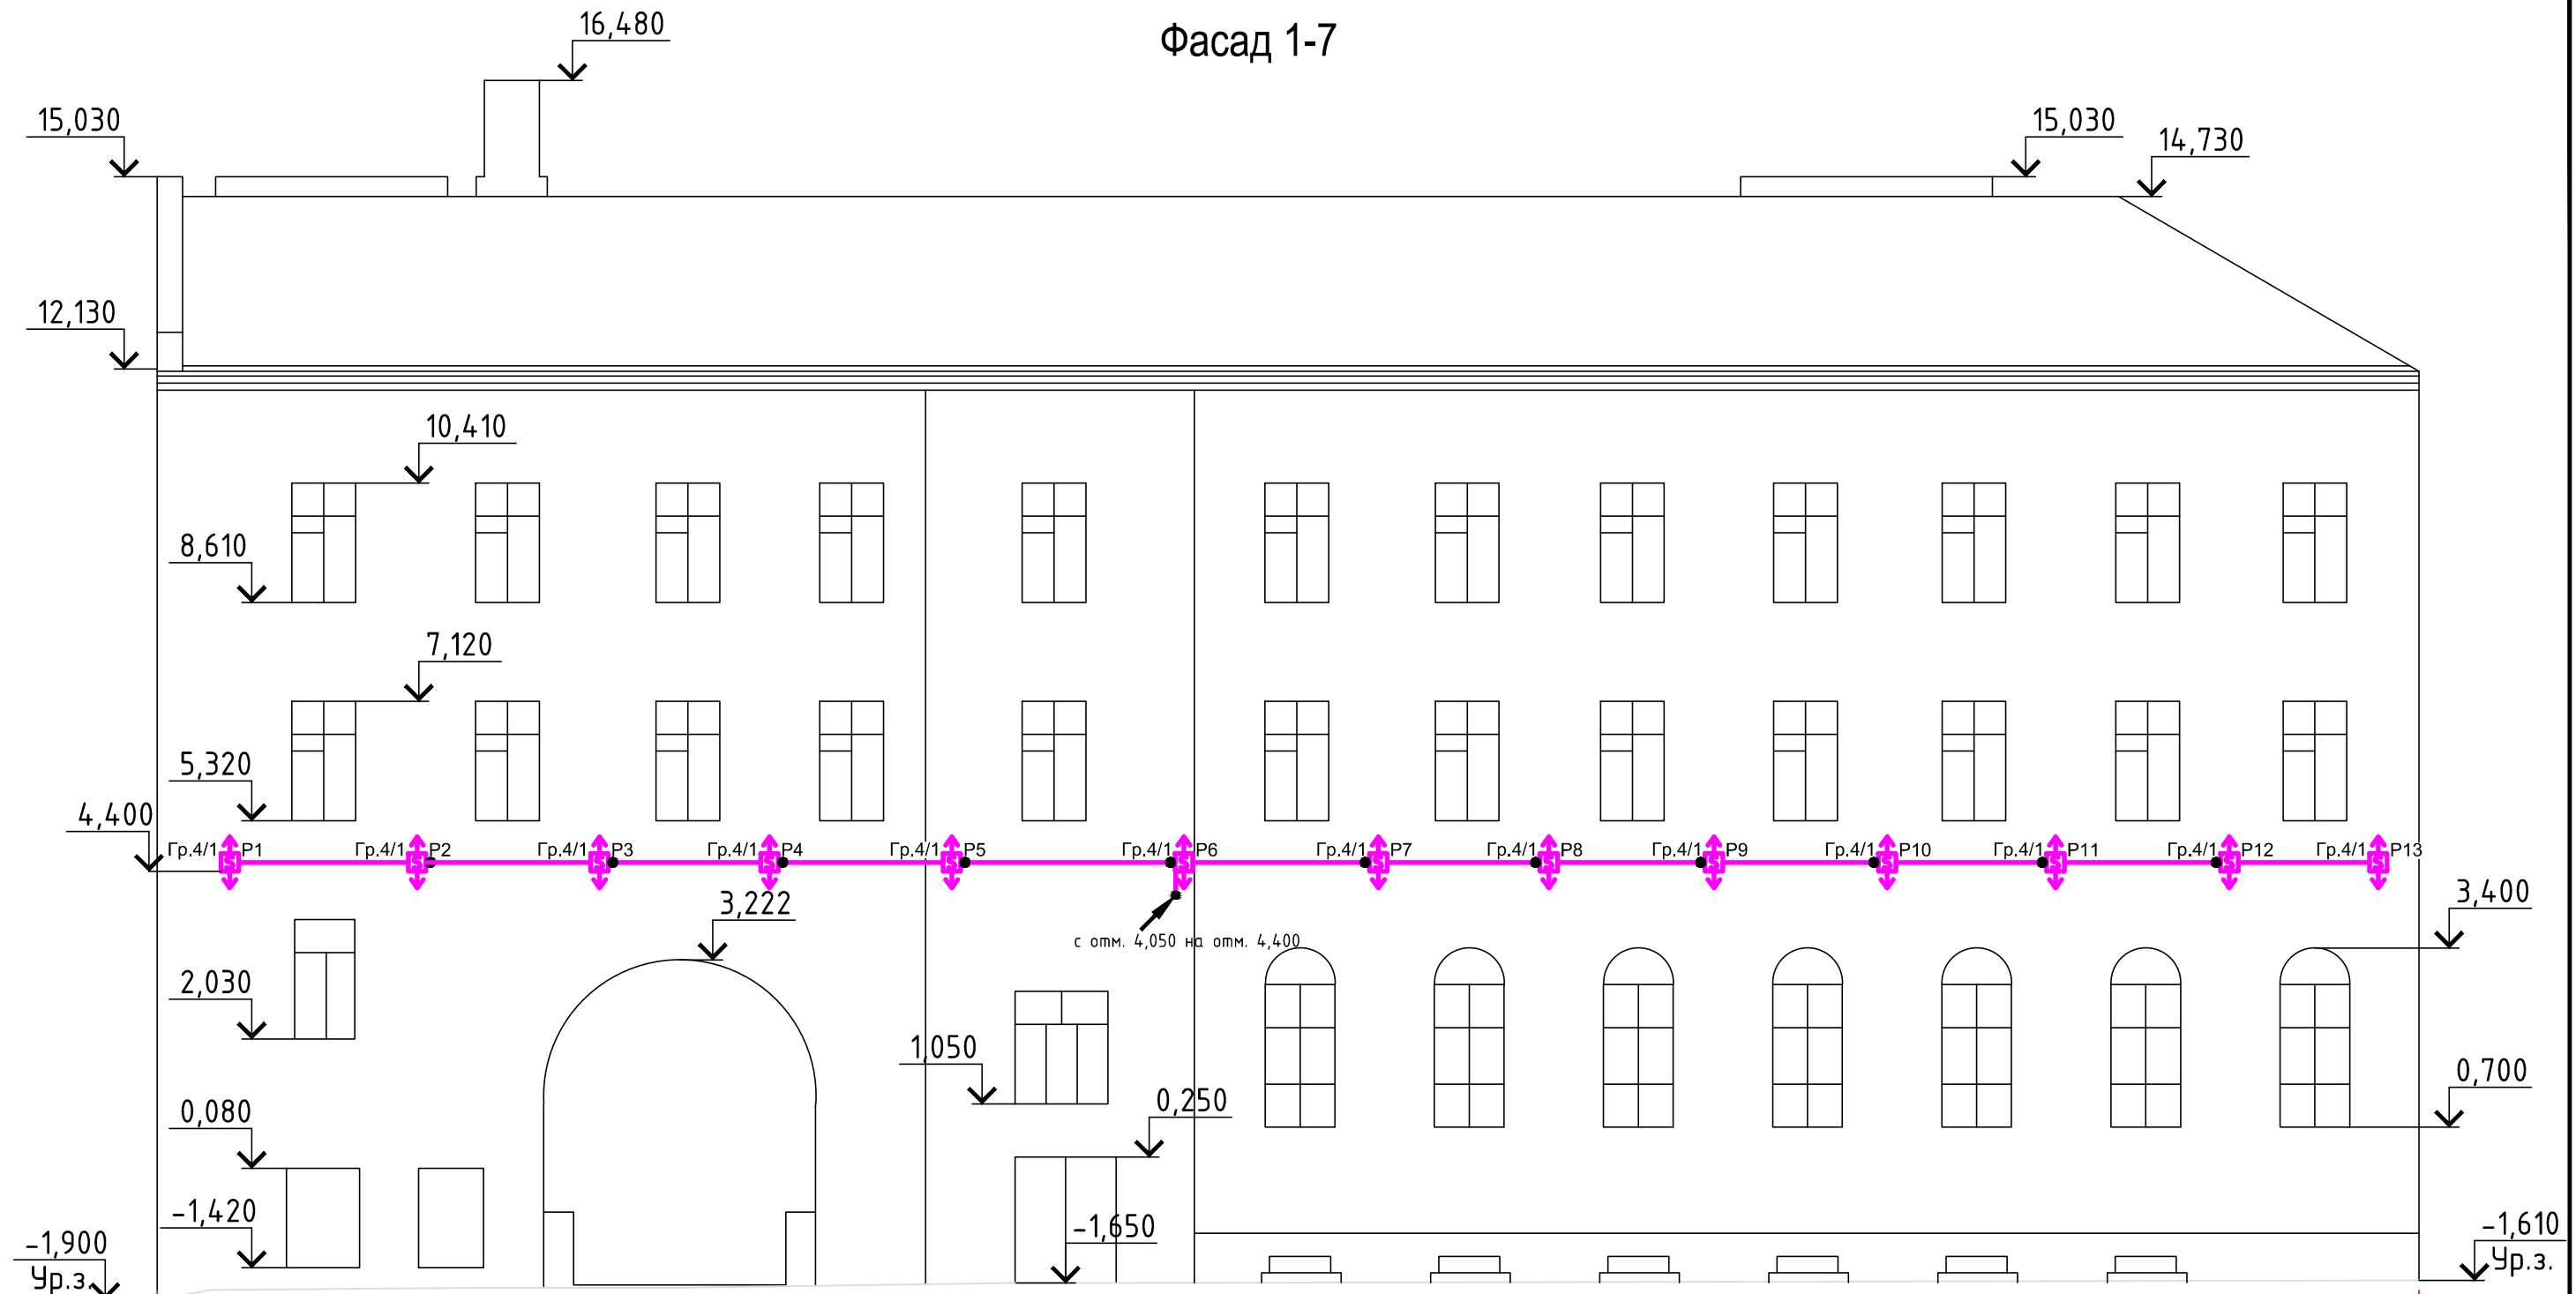 Фасад 1-7
16,480
15,030
15,030
14,730
12,130
10,410
8,610
7,120
5,320
4,400
Гр.4/1 P1
Гр.4/1 P2
Гр.4/1 P3
Гр.4/1 P4
Гр.4/1 P5
Гр.4/1 P6
Гр.4/1 P7
Гр.4/1 P8
Гр.4/1 P9
Гр.4/1 P10
Гр.4/1 P11
Гр.4/1 P12
Гр.4/1 P13
3,222
3,400
с отм. 4,050 на отм. 4,400
2,030
1,050
0,700
0,250
0,080
-1,420
-1,650
-1,900
Ур.з.
-1,610
Ур.з.